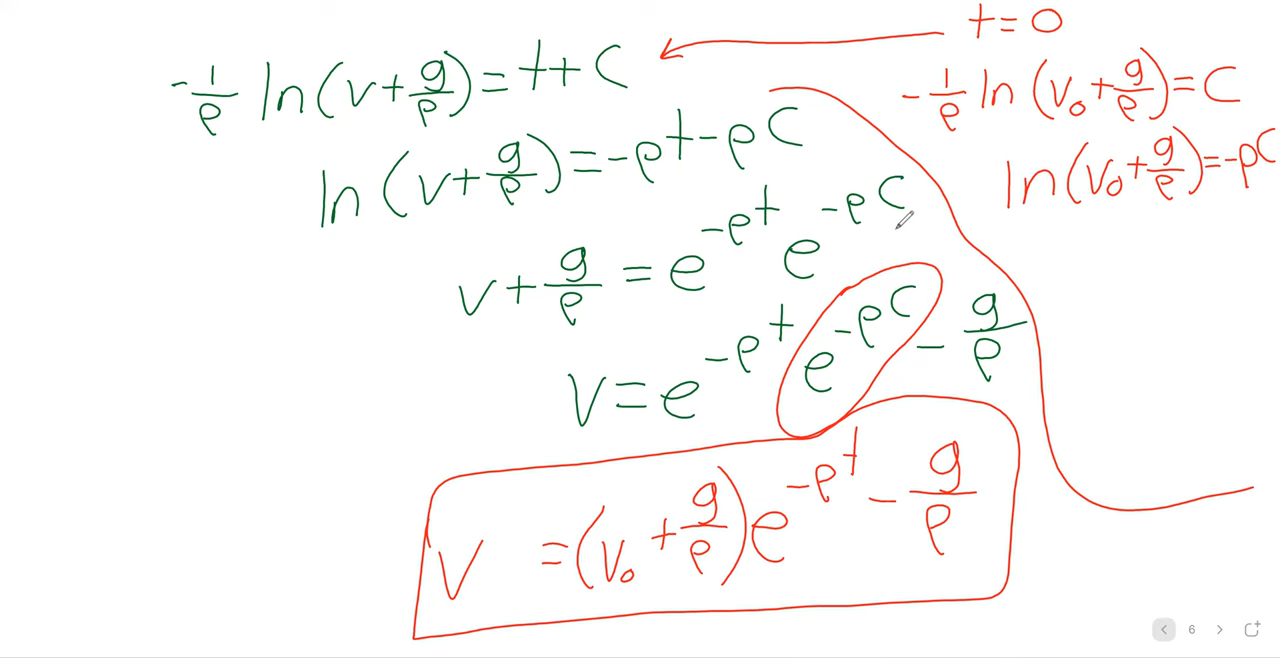 -1/ρ ln(v+g/ρ)=t+C
ln(v+g/ρ)=-ρt-ρC
v+g/ρ=e^{-ρt} e^{-ρC}
v=e^{-ρt} e^{-ρC}-g/ρ
v=(v₀+g/ρ)e^{-ρt}-g/ρ
t=0
-1/ρ ln(v₀+g/ρ)=C
ln(v₀+g/ρ)=-ρC
6